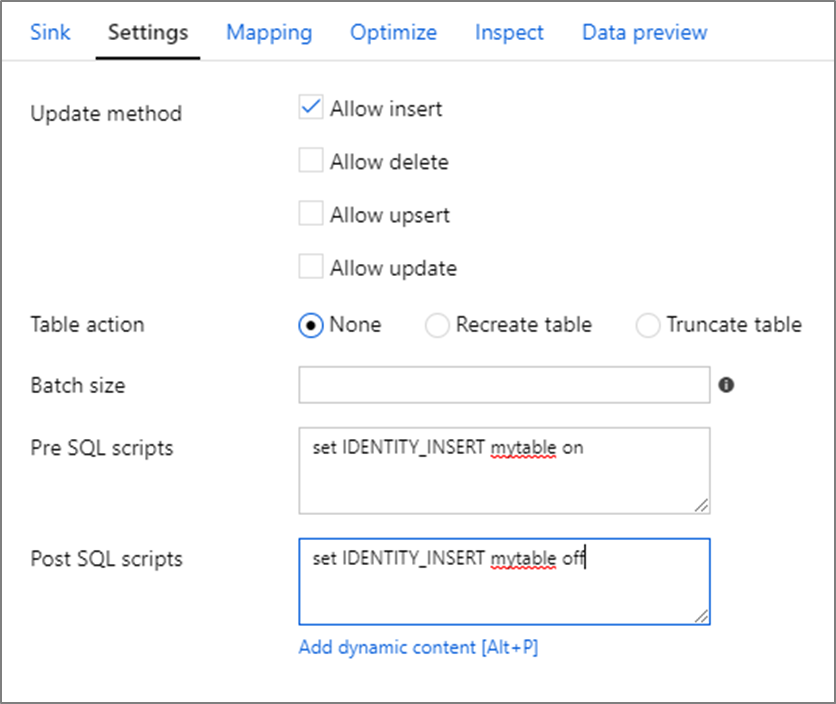 Sink Settings Mapping Optimize Inspect Data preview
Update method
Allow insert
Allow delete
Allow upsert
Allow update
Table action None Recreate table Truncate table
Batch size
Pre SQL scripts set IDENTITY_INSERT mytable on
Post SQL scripts set IDENTITY_INSERT mytable off
Add dynamic content [Alt+P]